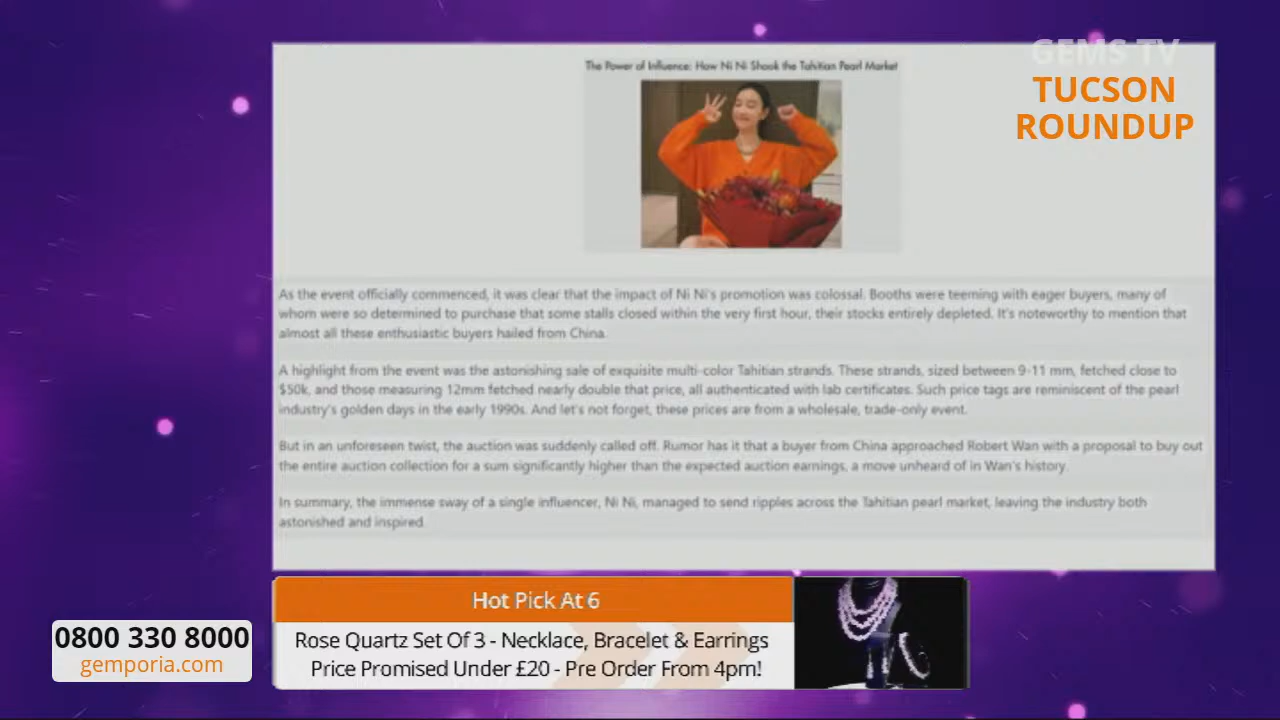 GEMS TV
TUCSON
ROUNDUP
The Power of Influence: How Ni Ni Shook the Tahitian Pearl Market
As the event officially commenced, it was clear that the impact of Ni Ni's promotion was colossal. Booths were teeming with eager buyers, many of
whom were so determined to purchase that some stalls closed within the very first hour, their stocks entirely depleted. It's noteworthy to mention that
almost all these enthusiastic buyers hailed from China.
A highlight from the event was the astonishing sale of exquisite multi-color Tahitian strands. These strands, sized between 9-11 mm, fetched close to
$50k, and those measuring 12mm fetched nearly double that price, all authenticated with lab certificates. Such price tags are reminiscent of the pearl
industry's golden days in the early 1990s. And let's not forget, these prices are from a wholesale, trade-only event.
But in an unforeseen twist, the auction was suddenly called off. Rumor has it that a buyer from China approached Robert Wan with a proposal to buy out
the entire auction collection for a sum significantly higher than the expected auction earnings, a move unheard of in Wan's history.
In summary, the immense sway of a single influencer, Ni Ni, managed to send ripples across the Tahitian pearl market, leaving the industry both
astonished and inspired.
Hot Pick At 6
Rose Quartz Set Of 3 - Necklace, Bracelet & Earrings
Price Promised Under £20 - Pre Order From 4pm!
0800 330 8000
gemporia.com